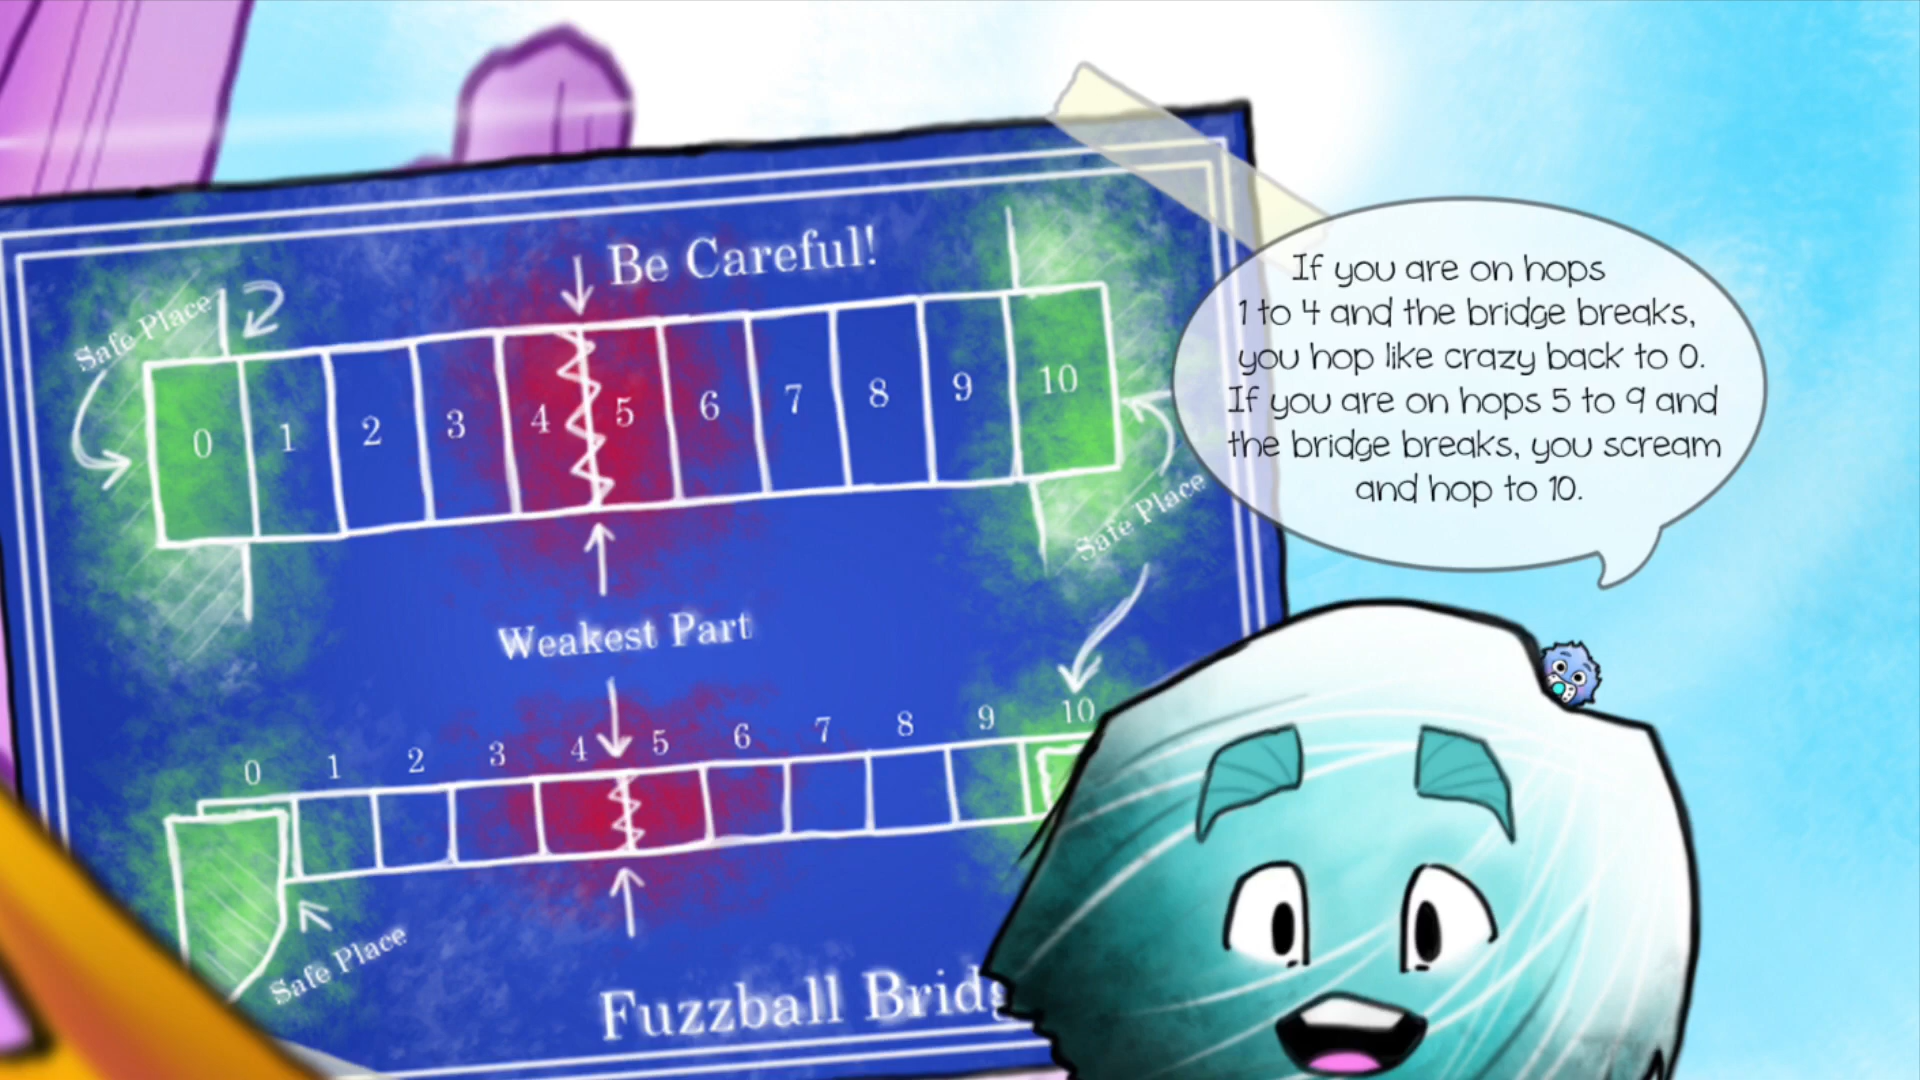 Be Careful!
Safe Place
0 1 2 3 4 5 6 7 8 9 10
If you are on hops
1 to 4 and the bridge breaks,
you hop like crazy back to 0.
If you are on hops 5 to 9 and
the bridge breaks, you scream
and hop to 10.
Safe Place
Weakest Part
0 1 2 3 4 5 6 7 8 9 10
Safe Place
Fuzzball Bridg